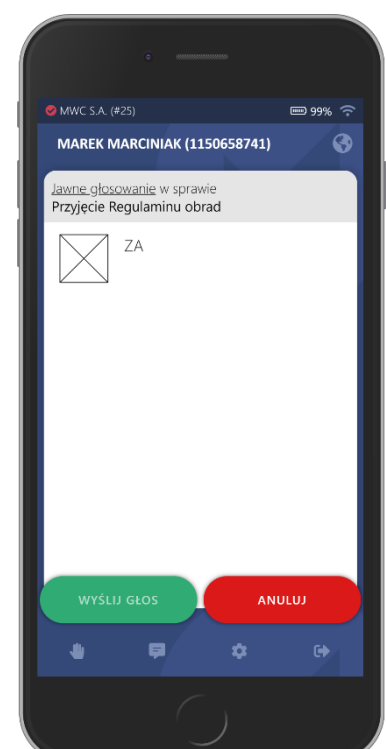 MWC S.A. (#25) 99%
MAREK MARCINIAK (1150658741)
Jawne głosowanie w sprawie
Przyjęcie Regulaminu obrad
ZA
WYŚLIJ GŁOS ANULUJ